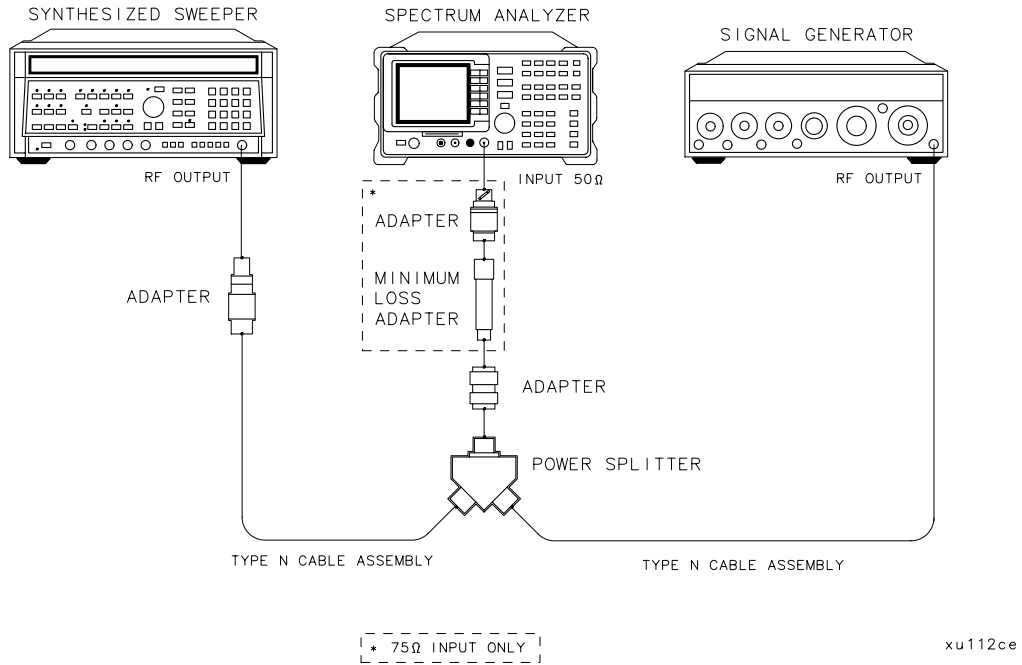 SYNTHESIZED SWEEPER
SPECTRUM ANALYZER
SIGNAL GENERATOR
RF OUTPUT
INPUT 50Ω
RF OUTPUT
*
ADAPTER
MINIMUM
LOSS
ADAPTER
ADAPTER
ADAPTER
POWER SPLITTER
TYPE N CABLE ASSEMBLY
TYPE N CABLE ASSEMBLY
* 75Ω INPUT ONLY
xu112ce